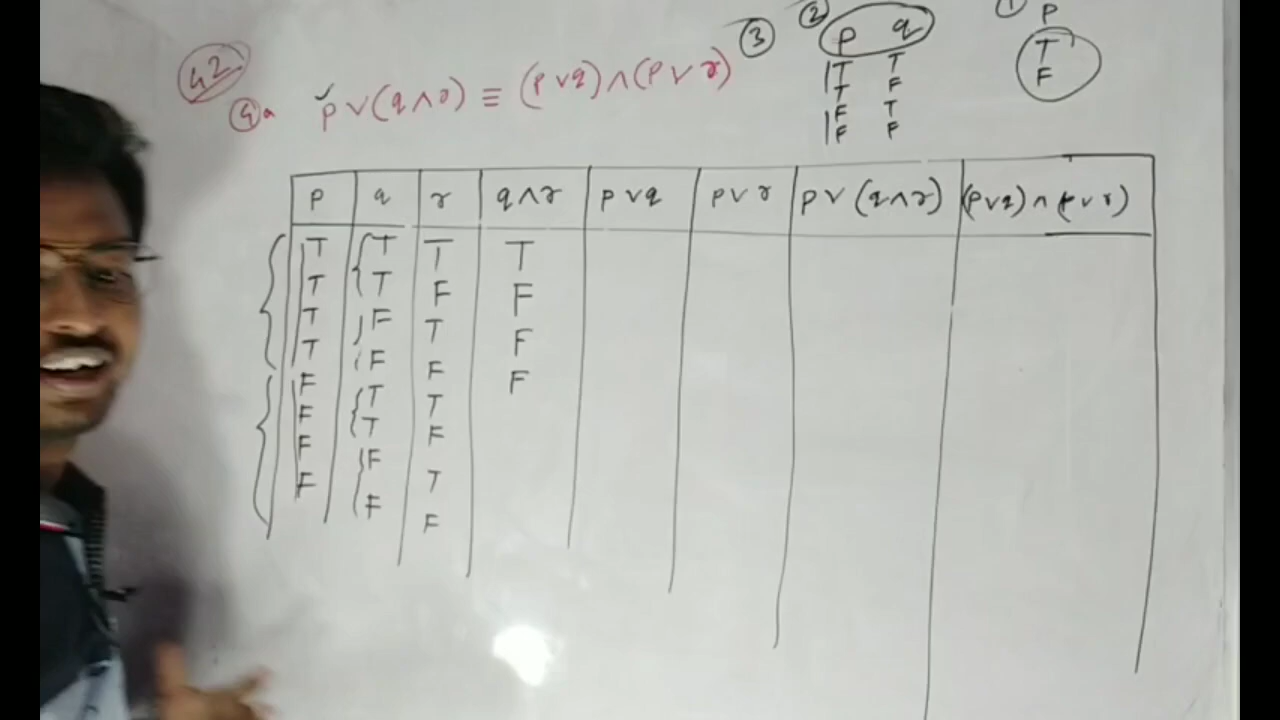 42
4a p ∨ (q ∧ r) ≡ (p ∨ q) ∧ (p ∨ r)
③ ② p q
T T
T F
F T
F F
① P
T
F
p q r q ∧ r p ∨ q p ∨ r p ∨ (q ∧ r) (p ∨ q) ∧ (p ∨ r)
T T T T
T T F F
T F T F
T F F F
F T T
F T F
F F T
F F F